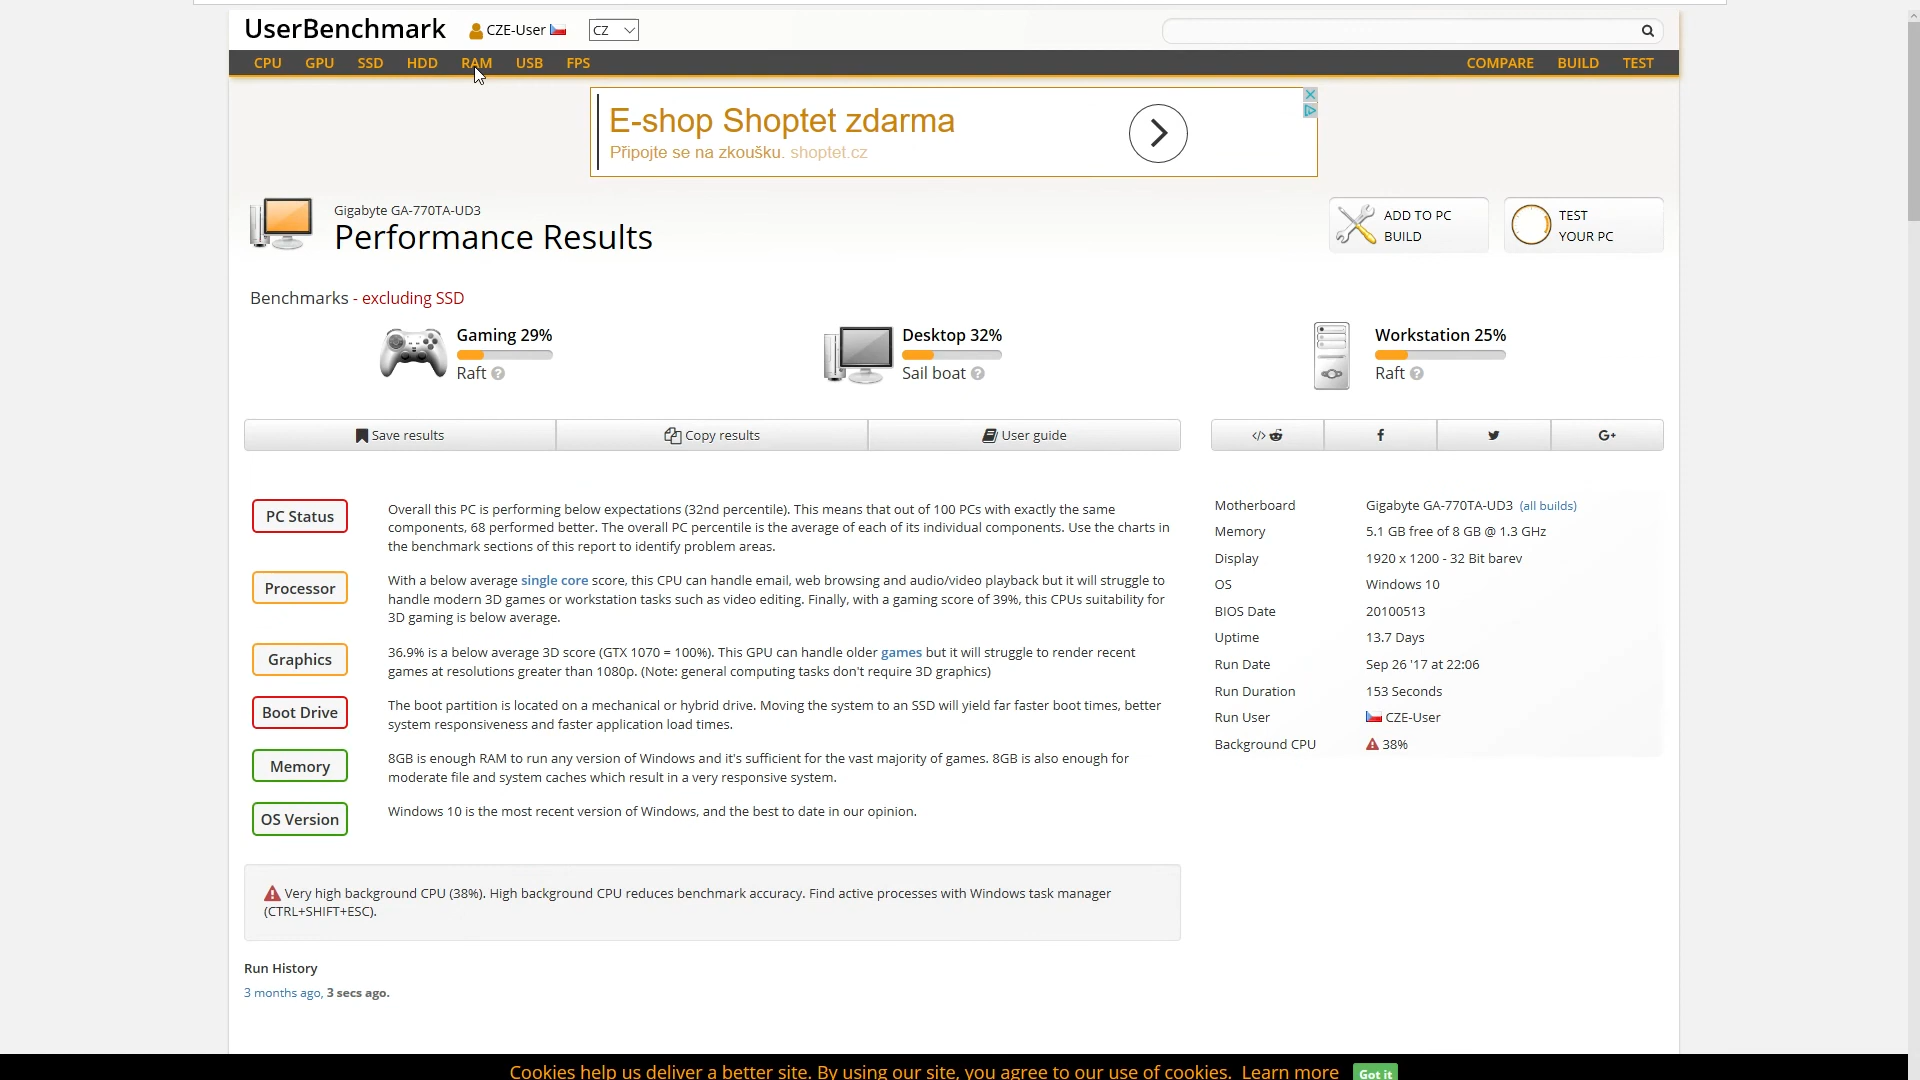 UserBenchmark CZE-User CZ
CPU GPU SSD HDD RAM USB FPS COMPARE BUILD TEST
E-shop Shoptet zdarma
Připojte se na zkoušku. shoptet.cz
Gigabyte GA-770TA-UD3
Performance Results
ADD TO PC
BUILD
TEST
YOUR PC
Benchmarks - excluding SSD
Gaming 29%
Raft ?
Desktop 32%
Sail boat ?
Workstation 25%
Raft ?
Save results Copy results User guide </> f G+
PC Status
Overall this PC is performing below expectations (32nd percentile). This means that out of 100 PCs with exactly the same
components, 68 performed better. The overall PC percentile is the average of each of its individual components. Use the charts in
the benchmark sections of this report to identify problem areas.
Processor
With a below average single core score, this CPU can handle email, web browsing and audio/video playback but it will struggle to
handle modern 3D games or workstation tasks such as video editing. Finally, with a gaming score of 39%, this CPUs suitability for
3D gaming is below average.
Graphics
36.9% is a below average 3D score (GTX 1070 = 100%). This GPU can handle older games but it will struggle to render recent
games at resolutions greater than 1080p. (Note: general computing tasks don't require 3D graphics)
Boot Drive
The boot partition is located on a mechanical or hybrid drive. Moving the system to an SSD will yield far faster boot times, better
system responsiveness and faster application load times.
Memory
8GB is enough RAM to run any version of Windows and it's sufficient for the vast majority of games. 8GB is also enough for
moderate file and system caches which result in a very responsive system.
OS Version
Windows 10 is the most recent version of Windows, and the best to date in our opinion.
Motherboard Gigabyte GA-770TA-UD3 (all builds)
Memory 5.1 GB free of 8 GB @ 1.3 GHz
Display 1920 x 1200 - 32 Bit barev
OS Windows 10
BIOS Date 20100513
Uptime 13.7 Days
Run Date Sep 26 '17 at 22:06
Run Duration 153 Seconds
Run User CZE-User
Background CPU 38%
Very high background CPU (38%). High background CPU reduces benchmark accuracy. Find active processes with Windows task manager
(CTRL+SHIFT+ESC).
Run History
3 months ago, 3 secs ago.
Cookies help us deliver a better site. By using our site, you agree to our use of cookies. Learn more Got it